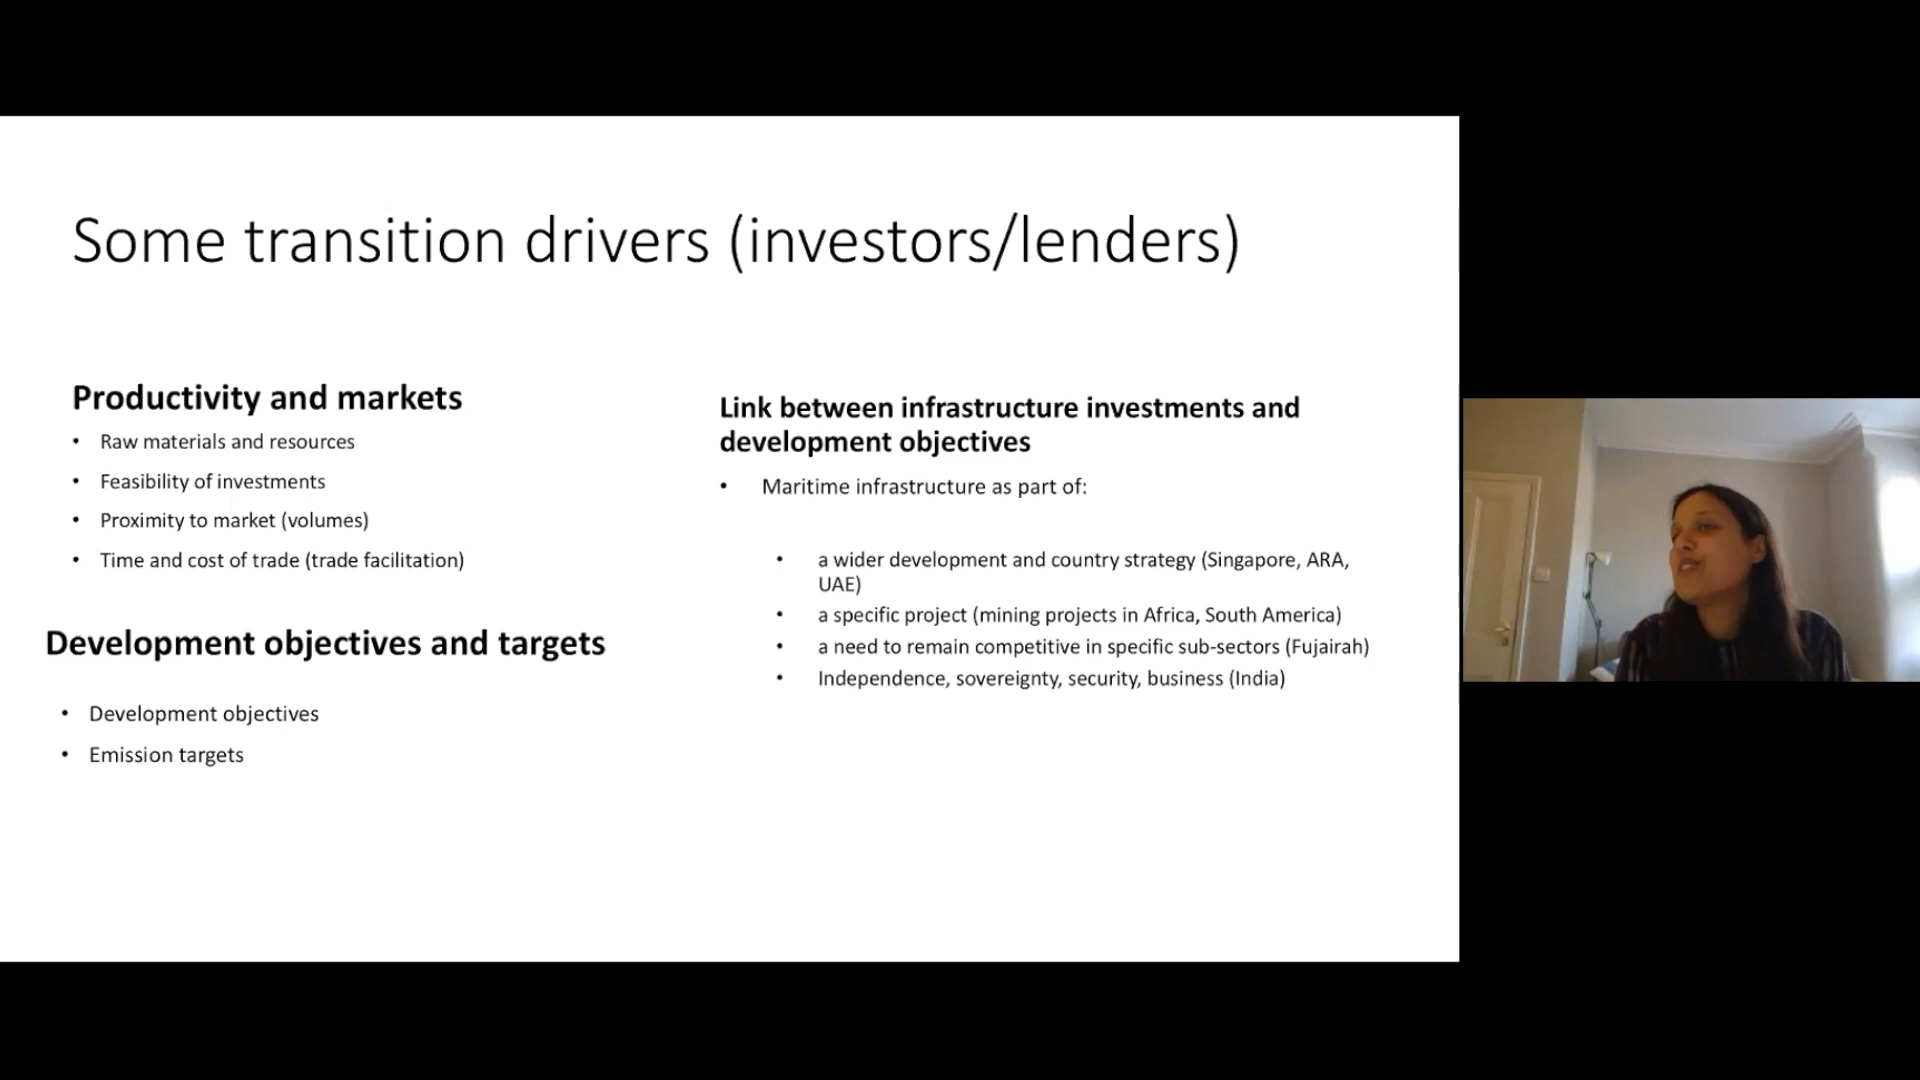 Some transition drivers (investors/lenders)
Productivity and markets
• Raw materials and resources
• Feasibility of investments
• Proximity to market (volumes)
• Time and cost of trade (trade facilitation)
Development objectives and targets
• Development objectives
• Emission targets
Link between infrastructure investments and
development objectives
• Maritime infrastructure as part of:
• a wider development and country strategy (Singapore, ARA,
UAE)
• a specific project (mining projects in Africa, South America)
• a need to remain competitive in specific sub-sectors (Fujairah)
• Independence, sovereignty, security, business (India)